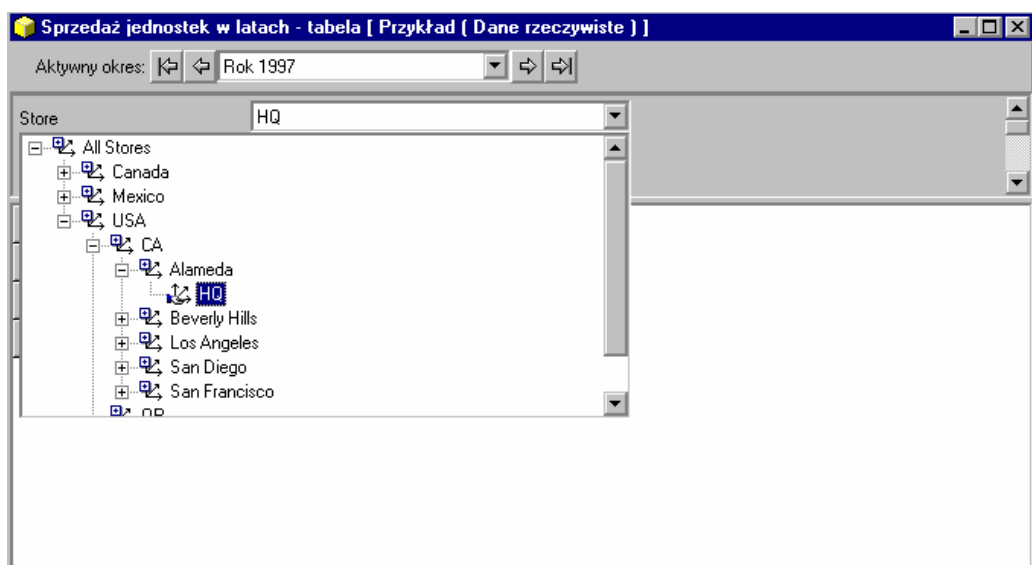 Sprzedaż jednostek w latach - tabela [ Przykład ( Dane rzeczywiste ) ]
Aktywny okres: Rok 1997
Store HQ
All Stores
Canada
Mexico
USA
CA
Alameda
HQ
Beverly Hills
Los Angeles
San Diego
San Francisco